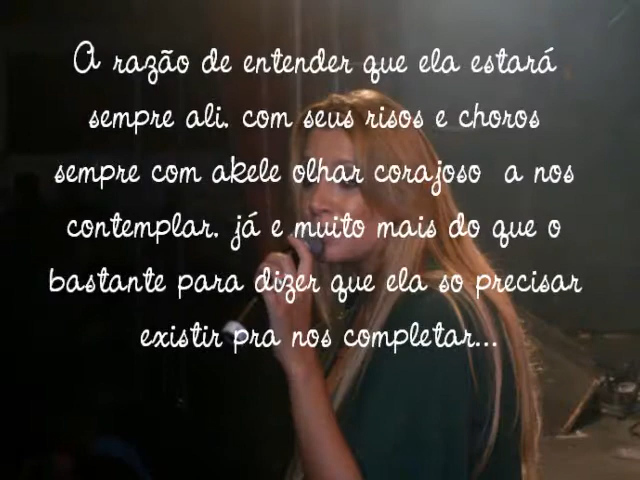 A razão de entender que ela estará
sempre ali. com seus risos e choros
sempre com akele olhar corajoso a nos
contemplar. já e muito mais do que o
bastante para dizer que ela so precisar
existir pra nos completar...